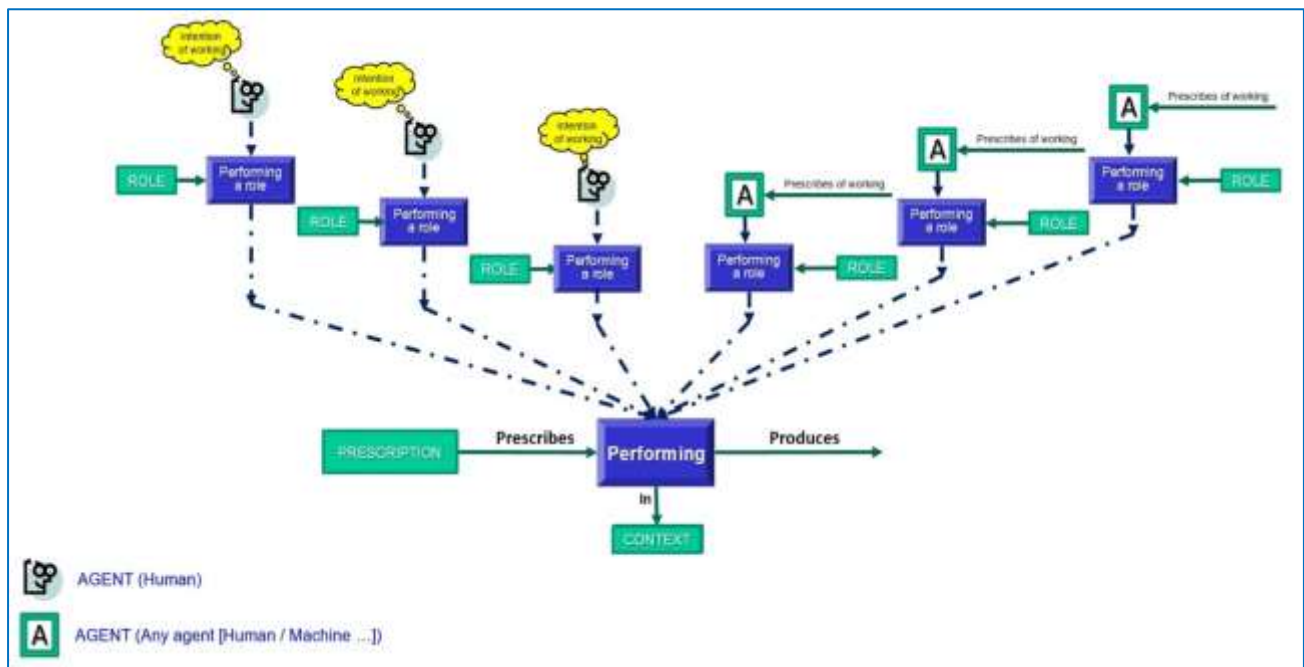 intention
of working
intention
of working
intention
of working
A
Prescribes of working
A
Prescribes of working
A
Prescribes of working
ROLE
Performing
a role
ROLE
Performing
a role
ROLE
Performing
a role
Performing
a role
ROLE
Performing
a role
ROLE
Performing
a role
ROLE
PRESCRIPTION
Prescribes
Performing
Produces
In
CONTEXT
AGENT (Human)
A
AGENT (Any agent [Human / Machine ...])